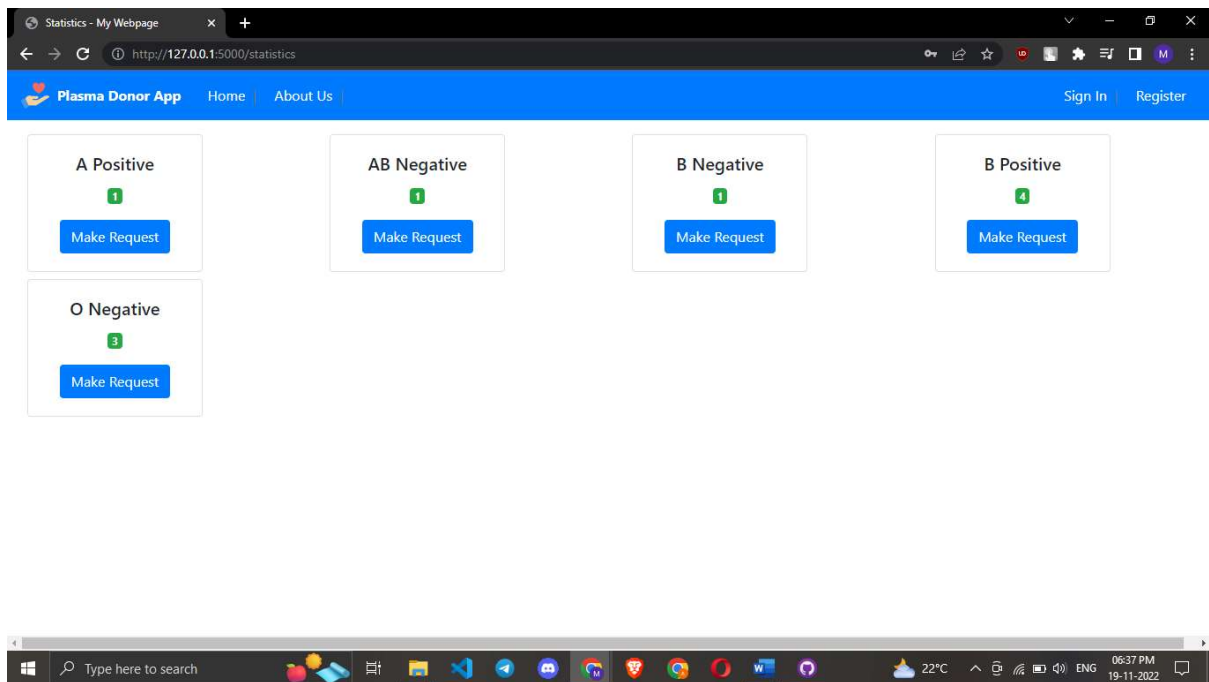 Statistics - My Webpage
http://127.0.0.1:5000/statistics
M
Plasma Donor App Home | About Us | Sign In | Register
A Positive AB Negative B Negative B Positive
1 1 1 4
Make Request Make Request Make Request Make Request
O Negative
3
Make Request
Type here to search
22°C ENG 06:37 PM
19-11-2022